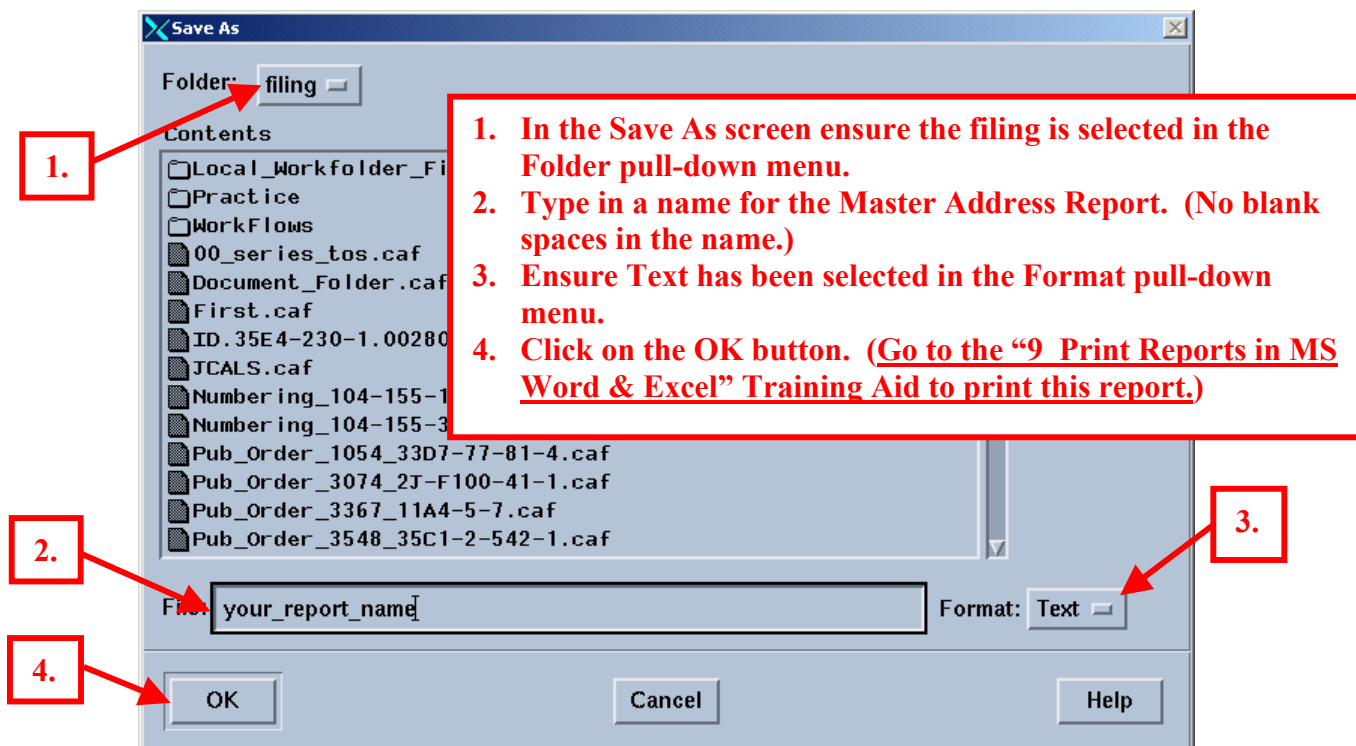 Save As
Folder: filing
1.
Contents
Local_Workfolder_Fi
Practice
WorkFlows
00_series_tos.caf
Document_Folder.caf
First.caf
ID.35E4-230-1.00280
JCALS.caf
Numbering_104-155-1
Numbering_104-155-3
Pub_Order_1054_33D7-77-81-4.caf
Pub_Order_3074_2J-F100-41-1.caf
Pub_Order_3367_11A4-5-7.caf
Pub_Order_3548_35C1-2-542-1.caf
1. In the Save As screen ensure the filing is selected in the
Folder pull-down menu.
2. Type in a name for the Master Address Report. (No blank
spaces in the name.)
3. Ensure Text has been selected in the Format pull-down
menu.
4. Click on the OK button. (Go to the “9 Print Reports in MS
Word & Excel” Training Aid to print this report.)
2.
3.
File: your_report_name Format: Text
4.
OK Cancel Help